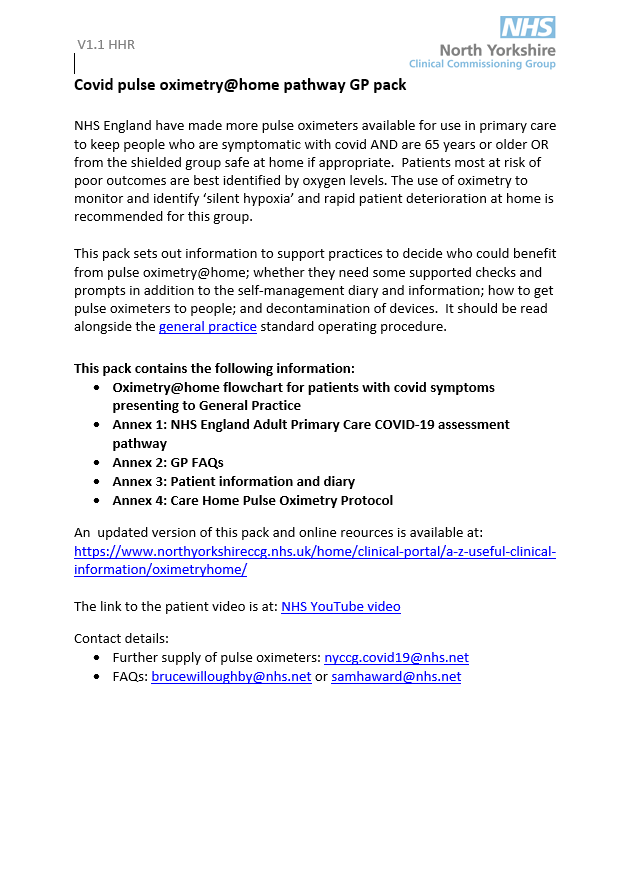 V1.1 HHR
NHS
North Yorkshire
Clinical Commissioning Group
Covid pulse oximetry@home pathway GP pack
NHS England have made more pulse oximeters available for use in primary care
to keep people who are symptomatic with covid AND are 65 years or older OR
from the shielded group safe at home if appropriate.  Patients most at risk of
poor outcomes are best identified by oxygen levels. The use of oximetry to
monitor and identify ‘silent hypoxia’ and rapid patient deterioration at home is
recommended for this group.
This pack sets out information to support practices to decide who could benefit
from pulse oximetry@home; whether they need some supported checks and
prompts in addition to the self-management diary and information; how to get
pulse oximeters to people; and decontamination of devices.  It should be read
alongside the general practice standard operating procedure.
This pack contains the following information:
• Oximetry@home flowchart for patients with covid symptoms
presenting to General Practice
• Annex 1: NHS England Adult Primary Care COVID-19 assessment
pathway
• Annex 2: GP FAQs
• Annex 3: Patient information and diary
• Annex 4: Care Home Pulse Oximetry Protocol
An  updated version of this pack and online reources is available at:
https://www.northyorkshireccg.nhs.uk/home/clinical-portal/a-z-useful-clinical-
information/oximetryhome/
The link to the patient video is at: NHS YouTube video
Contact details:
• Further supply of pulse oximeters: nyccg.covid19@nhs.net
• FAQs: brucewilloughby@nhs.net or samhaward@nhs.net